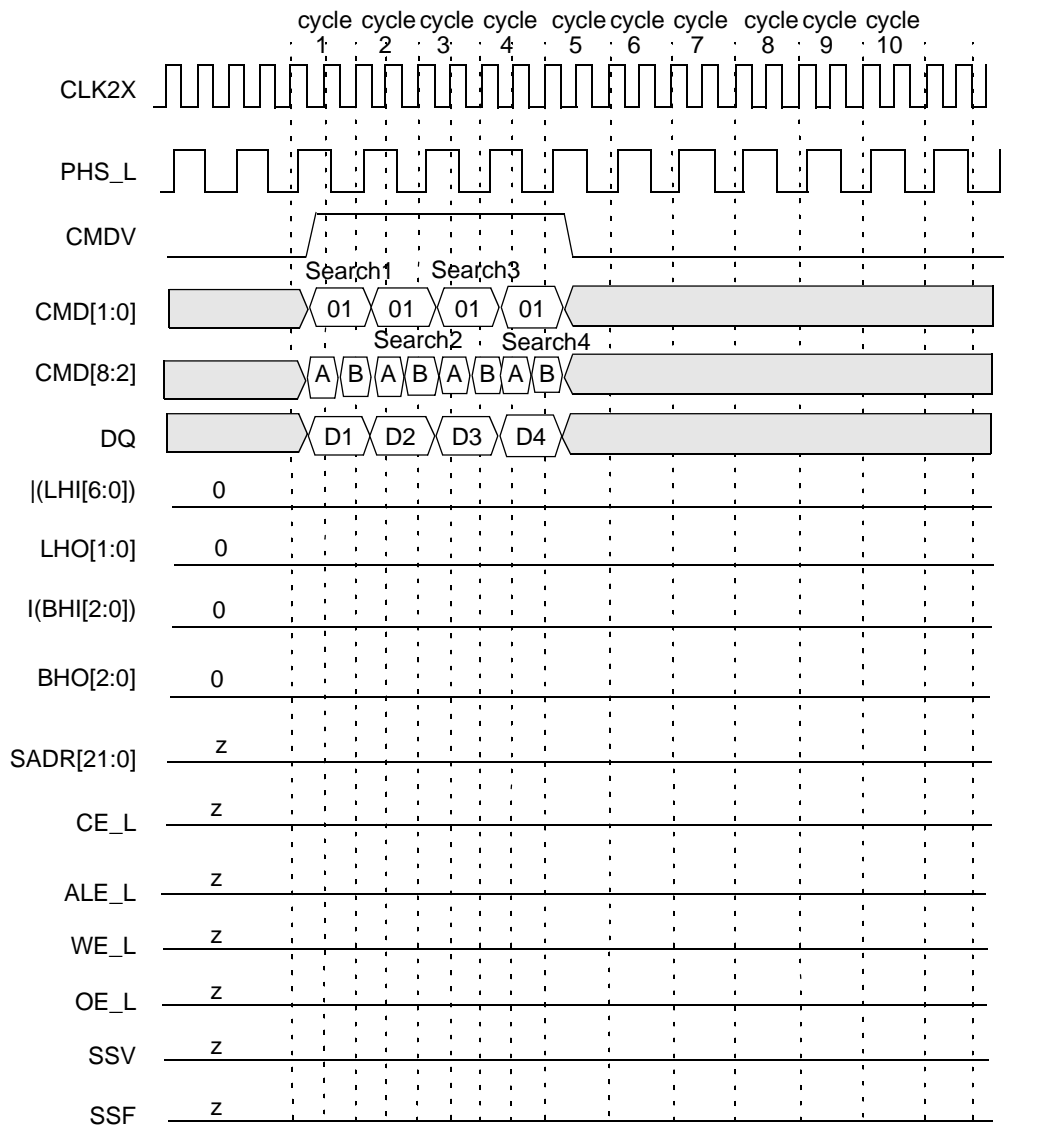 cycle cycle cycle cycle cycle cycle cycle cycle cycle cycle
1 2 3 4 5 6 7 8 9 10
CLK2X
PHS_L
CMDV
Search1 Search3
CMD[1:0] 01 01 01 01
Search2 Search4
CMD[8:2] A B A B A B A B
DQ D1 D2 D3 D4
|(LHI[6:0]) 0
LHO[1:0] 0
I(BHI[2:0]) 0
BHO[2:0] 0
SADR[21:0] z
CE_L z
ALE_L z
WE_L z
OE_L z
SSV z
SSF z